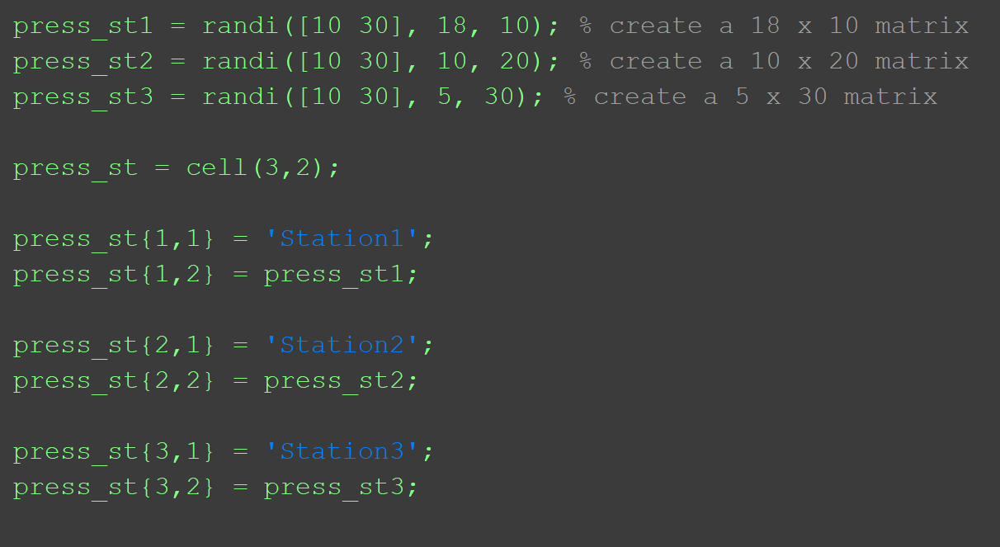 press_st1 = randi([10 30], 18, 10); % create a 18 x 10 matrix
press_st2 = randi([10 30], 10, 20); % create a 10 x 20 matrix
press_st3 = randi([10 30], 5, 30); % create a 5 x 30 matrix
press_st = cell(3,2);
press_st{1,1} = 'Station1';
press_st{1,2} = press_st1;
press_st{2,1} = 'Station2';
press_st{2,2} = press_st2;
press_st{3,1} = 'Station3';
press_st{3,2} = press_st3;